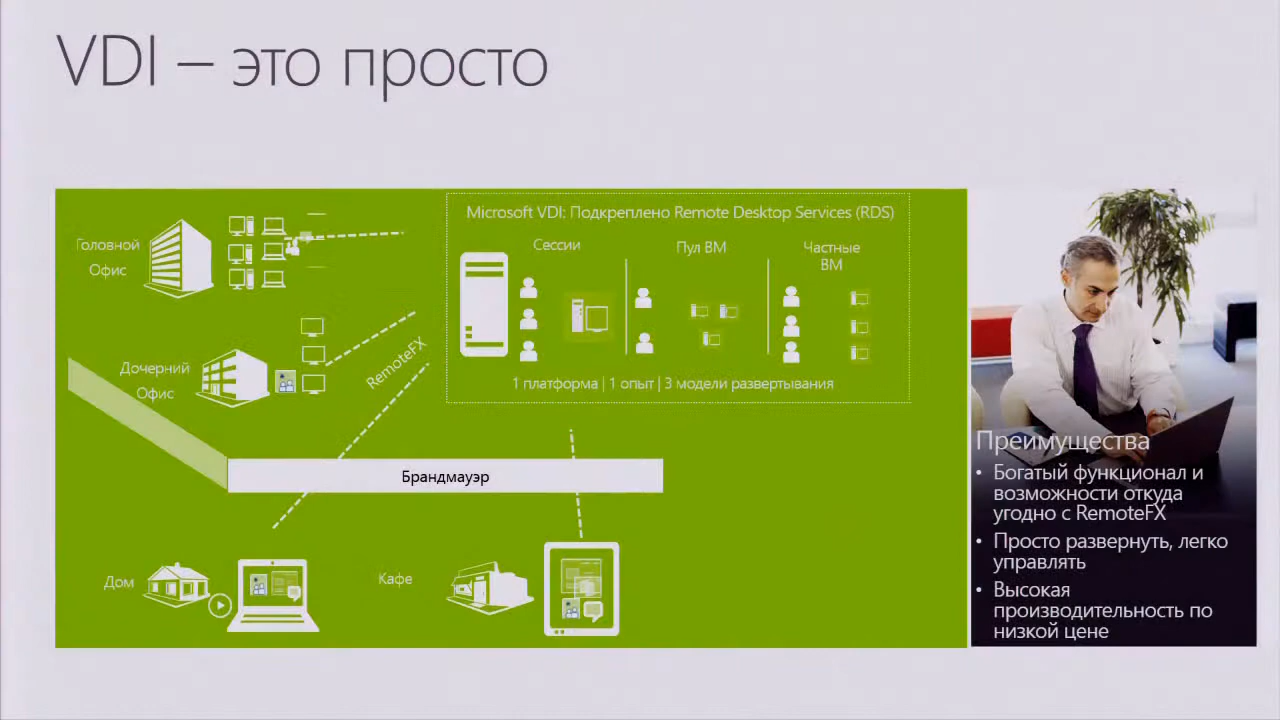 VDI – это просто
Microsoft VDI: Подкреплено Remote Desktop Services (RDS)
Головной
Офис
Сессии
Пул ВМ
Частные
ВМ
Дочерний
Офис
RemoteFX
1 платформа | 1 опыт | 3 модели развертывания
Брандмауэр
Дом
Кафе
Преимущества
• Богатый функционал и
возможности откуда
угодно с RemoteFX
• Просто развернуть, легко
управлять
• Высокая
производительность по
низкой цене